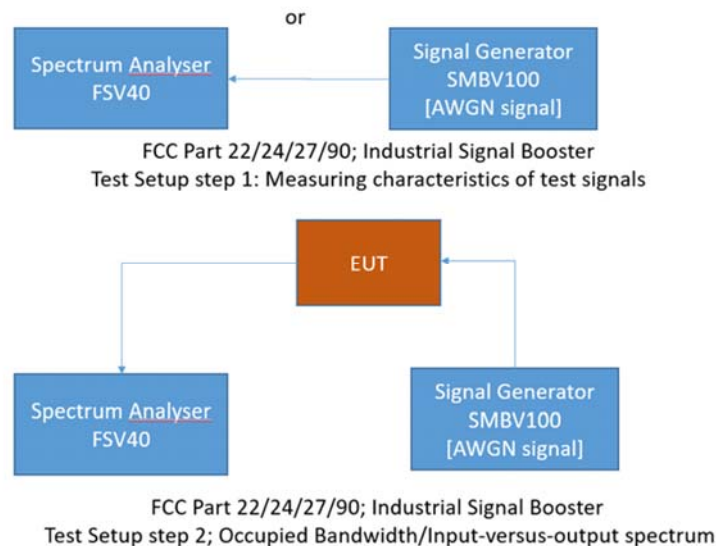 or
Spectrum Analyser
FSV40
Signal Generator
SMBV100
[AWGN signal]
FCC Part 22/24/27/90; Industrial Signal Booster
Test Setup step 1: Measuring characteristics of test signals
EUT
Spectrum Analyser
FSV40
Signal Generator
SMBV100
[AWGN signal]
FCC Part 22/24/27/90; Industrial Signal Booster
Test Setup step 2; Occupied Bandwidth/Input-versus-output spectrum